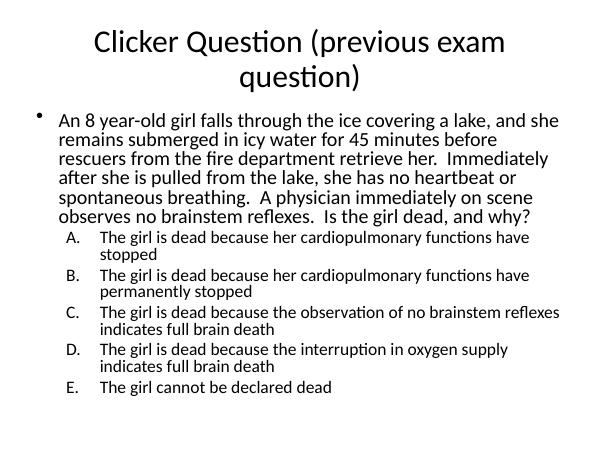 Clicker Question (previous exam
question)
• An 8 year-old girl falls through the ice covering a lake, and she
remains submerged in icy water for 45 minutes before
rescuers from the fire department retrieve her.  Immediately
after she is pulled from the lake, she has no heartbeat or
spontaneous breathing.  A physician immediately on scene
observes no brainstem reflexes.  Is the girl dead, and why?
A. The girl is dead because her cardiopulmonary functions have
stopped
B. The girl is dead because her cardiopulmonary functions have
permanently stopped
C. The girl is dead because the observation of no brainstem reflexes
indicates full brain death
D. The girl is dead because the interruption in oxygen supply
indicates full brain death
E. The girl cannot be declared dead